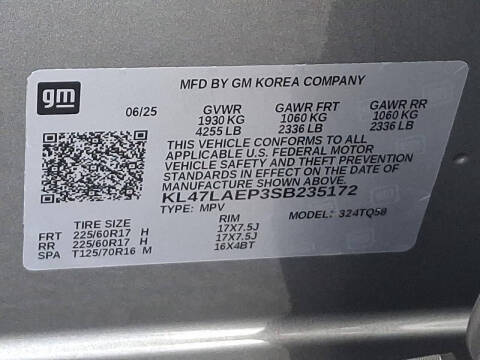 gm
MFD BY GM KOREA COMPANY
06/25 GVWR GAWR FRT GAWR RR
1930 KG 1060 KG 1060 KG
4255 LB 2336 LB 2336 LB
THIS VEHICLE CONFORMS TO ALL
APPLICABLE U.S. FEDERAL MOTOR
VEHICLE SAFETY AND THEFT PREVENTION
STANDARDS IN EFFECT ON THE DATE OF
MANUFACTURE SHOWN ABOVE.
KL47LAEP3SB235172
TYPE: MPV MODEL: 324TQ58
TIRE SIZE RIM
FRT 225/60R17 H 17X7.5J
RR 225/60R17 H 17X7.5J
SPA T125/70R16 M 16X4BT